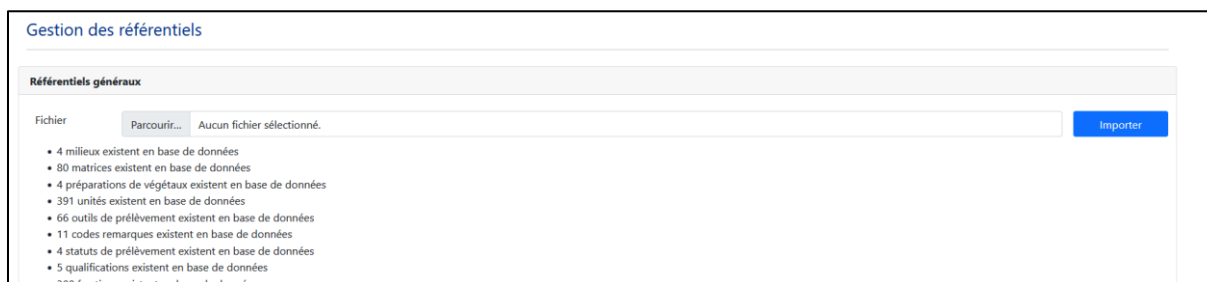 Gestion des référentiels
Référentiels généraux
Fichier Parcourir... Aucun fichier sélectionné. Importer
• 4 milieux existent en base de données
• 80 matrices existent en base de données
• 4 préparations de végétaux existent en base de données
• 391 unités existent en base de données
• 66 outils de prélèvement existent en base de données
• 11 codes remarques existent en base de données
• 4 statuts de prélèvement existent en base de données
• 5 qualifications existent en base de données